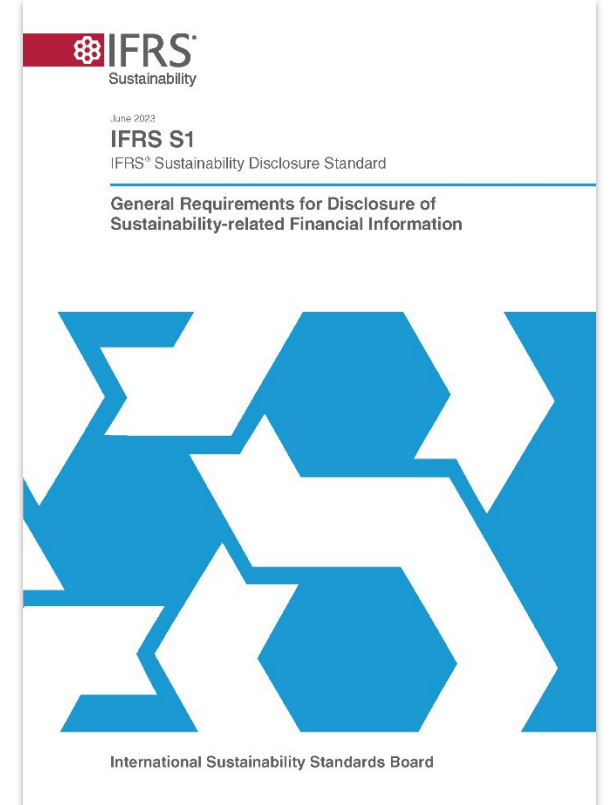 IFRS®
Sustainability
June 2023
IFRS S1
IFRS® Sustainability Disclosure Standard
General Requirements for Disclosure of
Sustainability-related Financial Information
International Sustainability Standards Board